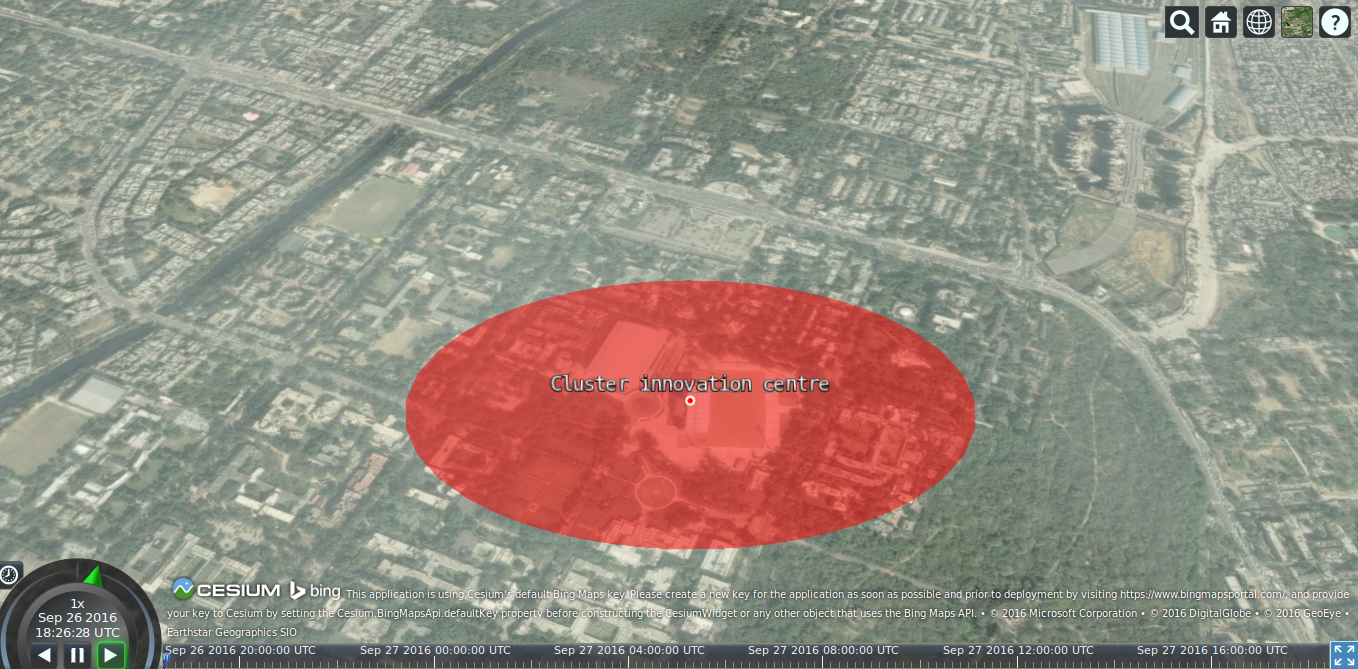 ?
Cluster innovation centre
CESIUM bing This application is using Cesium's default Bing Maps key. Please create a new key for the application as soon as possible and prior to deployment by visiting https://www.bingmapsportal.com/, and provide
your key to Cesium by setting the Cesium.BingMapsApi.defaultKey property before constructing the CesiumWidget or any other object that uses the Bing Maps API. • © 2016 Microsoft Corporation • © 2016 DigitalGlobe • © 2016 GeoEye •
Earthstar Geographics SIO
1x
Sep 26 2016
18:26:28 UTC
Sep 26 2016 20:00:00 UTC Sep 27 2016 00:00:00 UTC Sep 27 2016 04:00:00 UTC Sep 27 2016 08:00:00 UTC Sep 27 2016 12:00:00 UTC Sep 27 2016 16:00:00 UTC